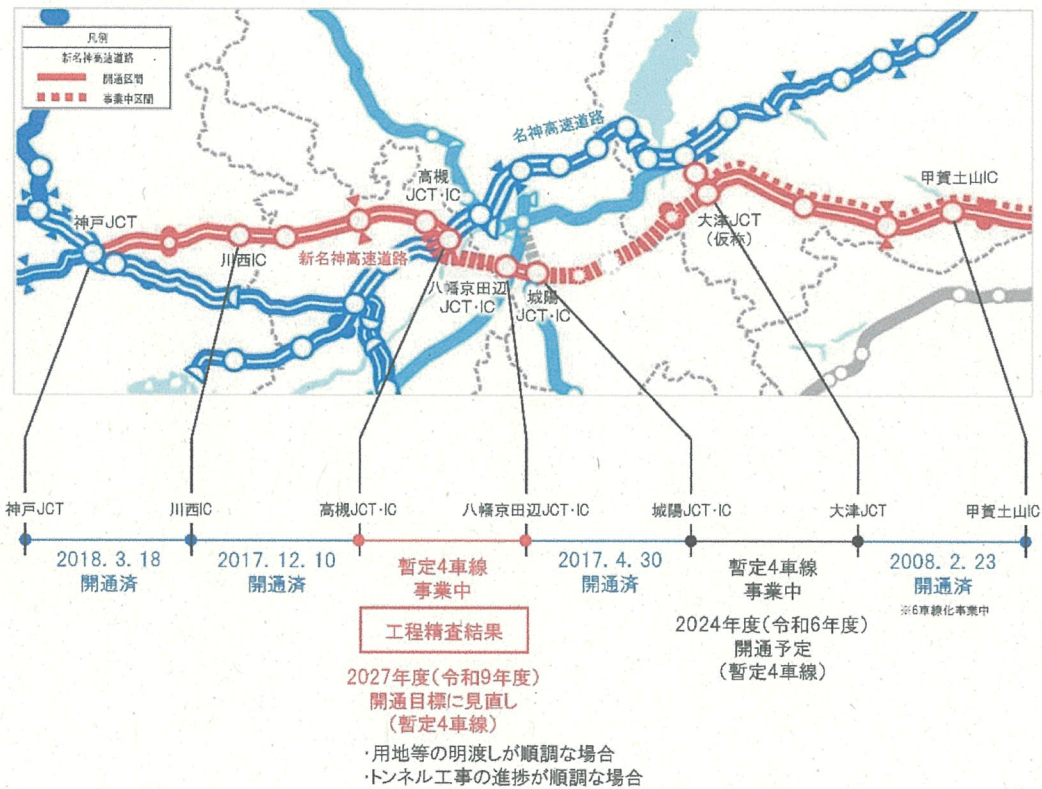 凡例
新名神高速道路
開通区間
事業中区間
名神高速道路
高槻
JCT・IC
神戸JCT
川西IC
新名神高速道路
八幡京田辺
JCT・IC
城陽
JCT・IC
大津JCT
(仮称)
甲賀土山IC
神戸JCT
川西IC
高槻JCT・IC
八幡京田辺JCT・IC
城陽JCT・IC
大津JCT
甲賀土山IC
2018. 3. 18
開通済
2017. 12. 10
開通済
暫定4車線
事業中
2017. 4. 30
開通済
暫定4車線
事業中
2008. 2. 23
開通済
※6車線化事業中
工程精査結果
2024年度(令和6年度)
開通予定
(暫定4車線)
2027年度(令和9年度)
開通目標に見直し
(暫定4車線)
・用地等の明渡しが順調な場合
・トンネル工事の進捗が順調な場合